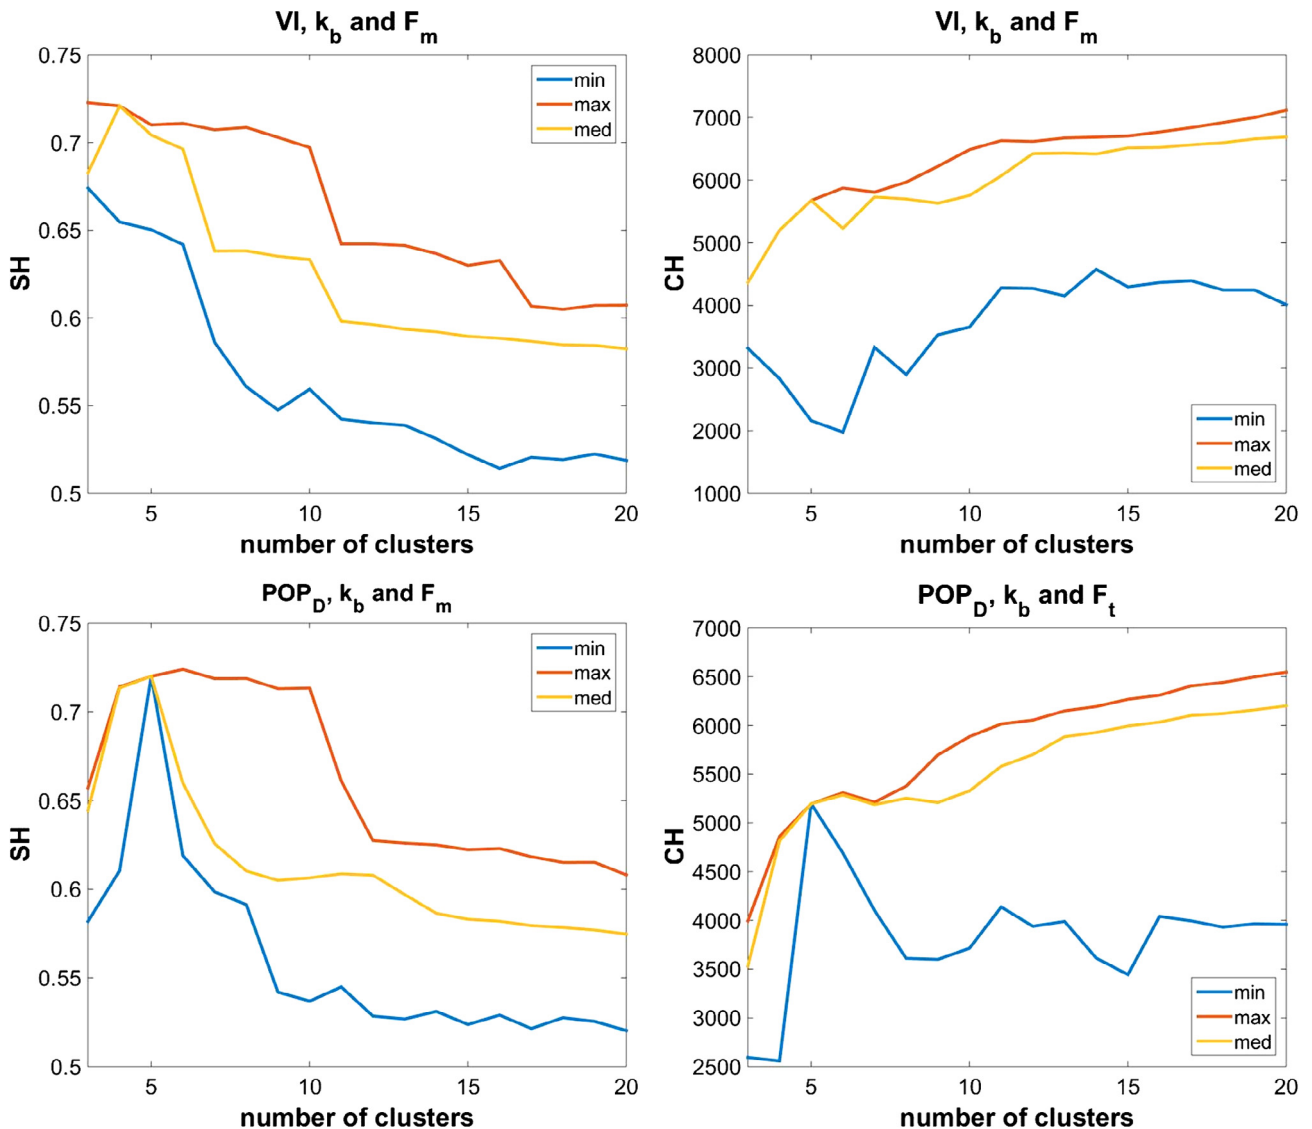 VI, k_b and F_m
0.75
0.7
0.65
0.6
0.55
0.5
SH
5
10
15
20
number of clusters
min
max
med
VI, k_b and F_m
8000
7000
6000
5000
4000
3000
2000
1000
CH
5
10
15
20
number of clusters
min
max
med
POP_D, k_b and F_m
0.75
0.7
0.65
0.6
0.55
0.5
SH
5
10
15
20
number of clusters
min
max
med
POP_D, k_b and F_t
7000
6500
6000
5500
5000
4500
4000
3500
3000
2500
CH
5
10
15
20
number of clusters
min
max
med